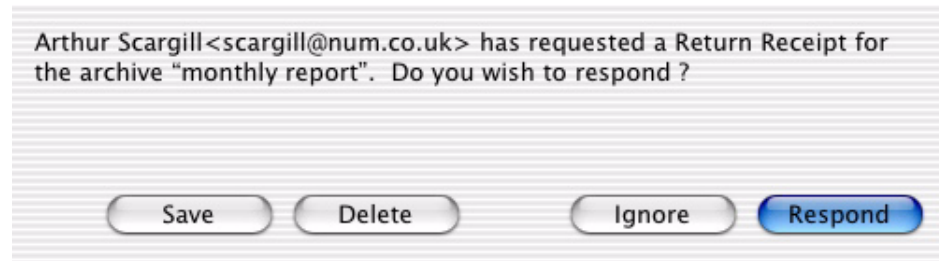 Arthur Scargill<scargill@num.co.uk> has requested a Return Receipt for
the archive “monthly report”.  Do you wish to respond ?
Save Delete Ignore Respond